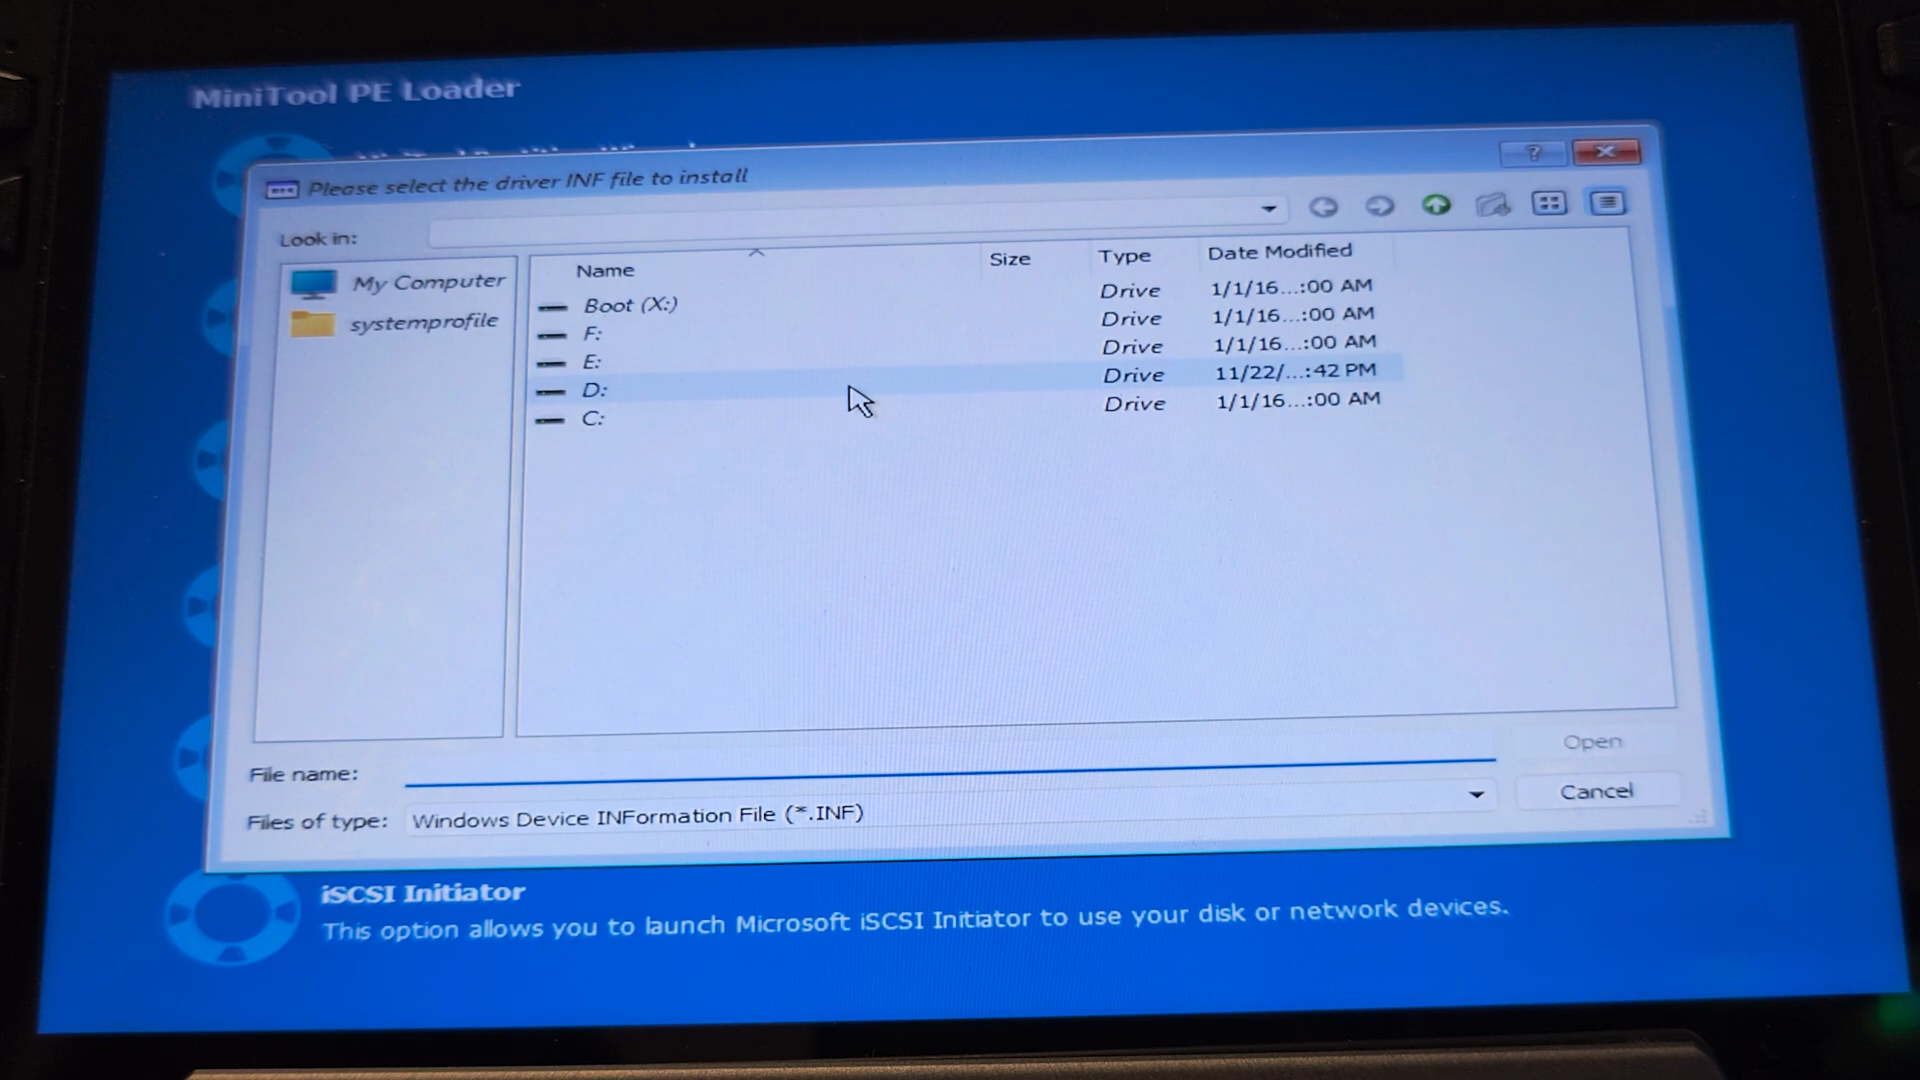 MiniTool PE Loader
Please select the driver INF file to install
?
Look in:
My Computer
systemprofile
Name Size Type Date Modified
Boot (X:) Drive 1/1/16...:00 AM
F: Drive 1/1/16...:00 AM
E: Drive 1/1/16...:00 AM
D: Drive 11/22/...:42 PM
C: Drive 1/1/16...:00 AM
File name:
Open
Files of type: Windows Device INFormation File (*.INF)
Cancel
iSCSI Initiator
This option allows you to launch Microsoft iSCSI Initiator to use your disk or network devices.